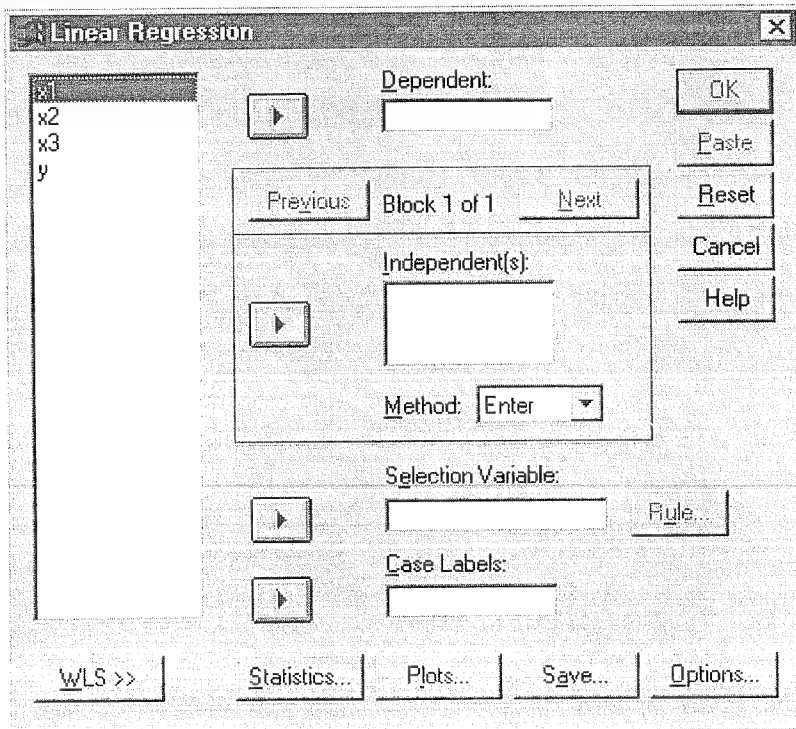 Linear Regression
x1
x2
x3
y
Dependent:
OK
Paste
Reset
Cancel
Help
Previous
Block 1 of 1
Next
Independent(s):
Method:
Enter
Selection Variable:
Rule...
Case Labels:
WLS >>
Statistics...
Plots...
Save...
Options...